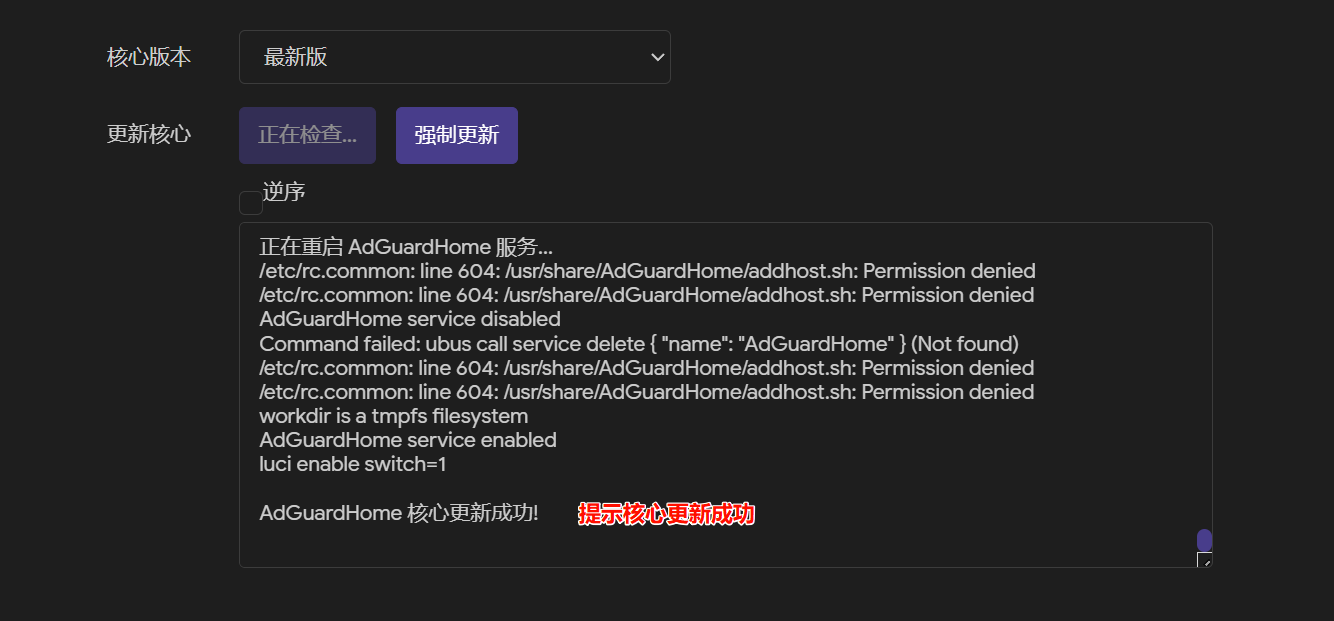 核心版本 最新版
更新核心 正在检查... 强制更新
逆序
正在重启 AdGuardHome 服务...
/etc/rc.common: line 604: /usr/share/AdGuardHome/addhost.sh: Permission denied
/etc/rc.common: line 604: /usr/share/AdGuardHome/addhost.sh: Permission denied
AdGuardHome service disabled
Command failed: ubus call service delete { "name": "AdGuardHome" } (Not found)
/etc/rc.common: line 604: /usr/share/AdGuardHome/addhost.sh: Permission denied
/etc/rc.common: line 604: /usr/share/AdGuardHome/addhost.sh: Permission denied
workdir is a tmpfs filesystem
AdGuardHome service enabled
luci enable switch=1
AdGuardHome 核心更新成功! 提示核心更新成功